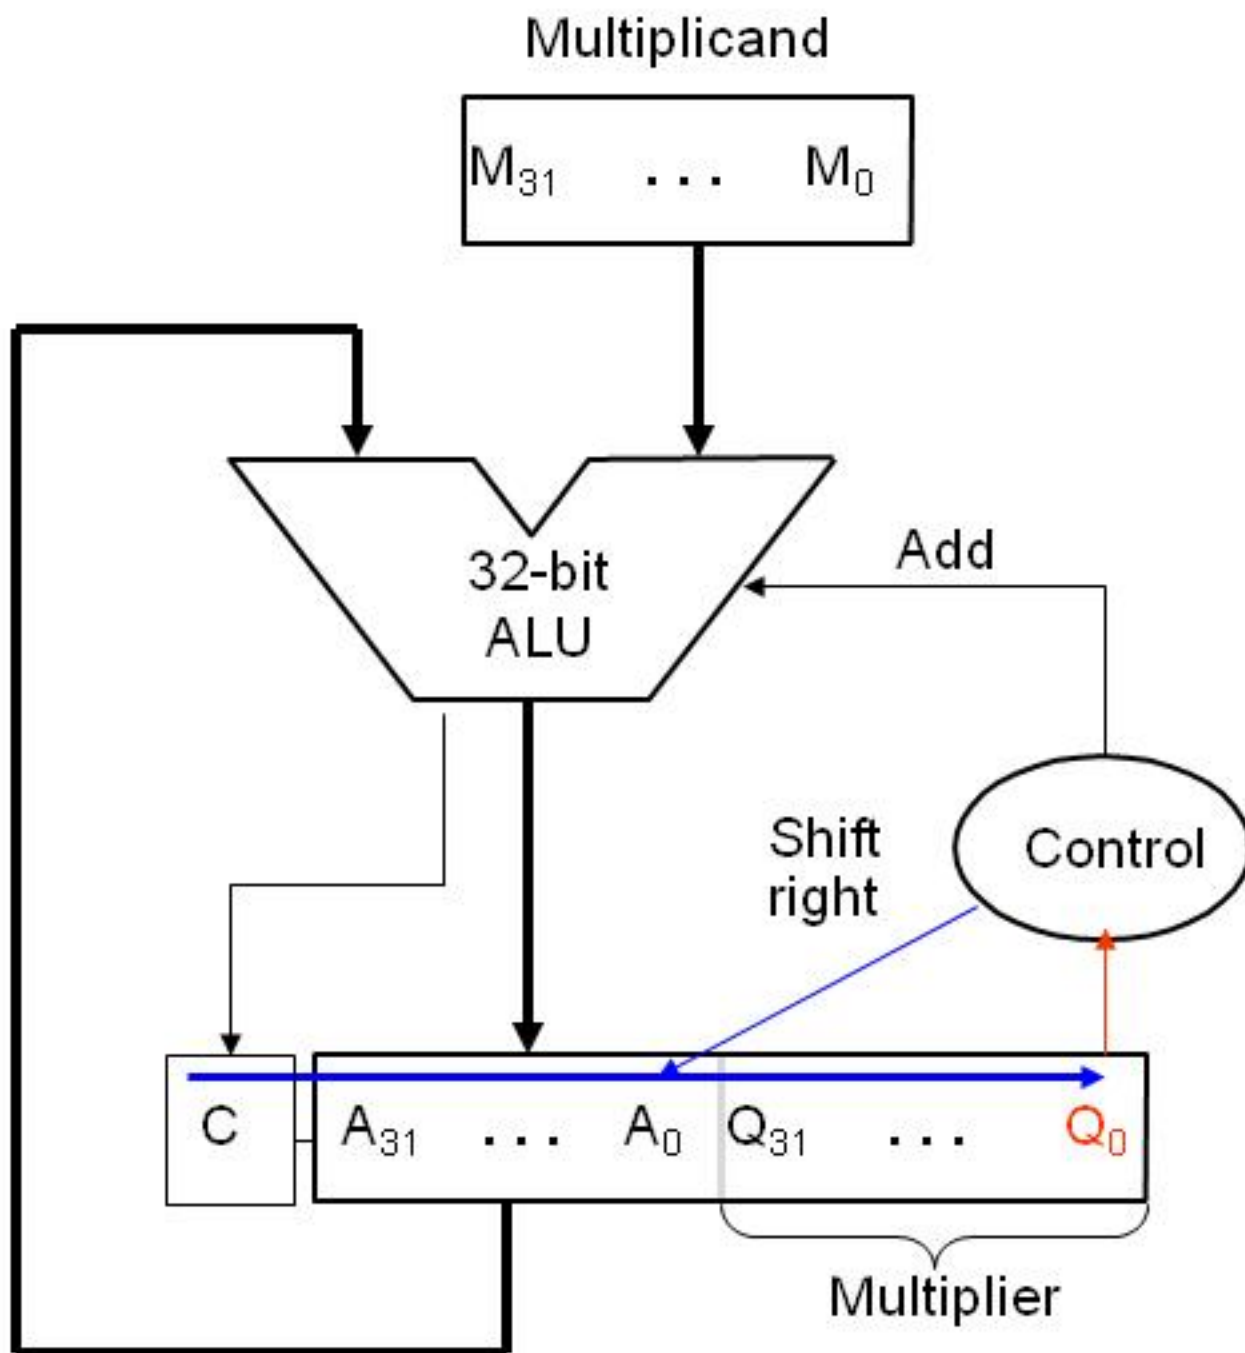 Multiplicand
M₃₁ ... M₀
32-bit
ALU
Add
Shift
right
Control
C
A₃₁ ... A₀ Q₃₁ ... Q₀
Multiplier